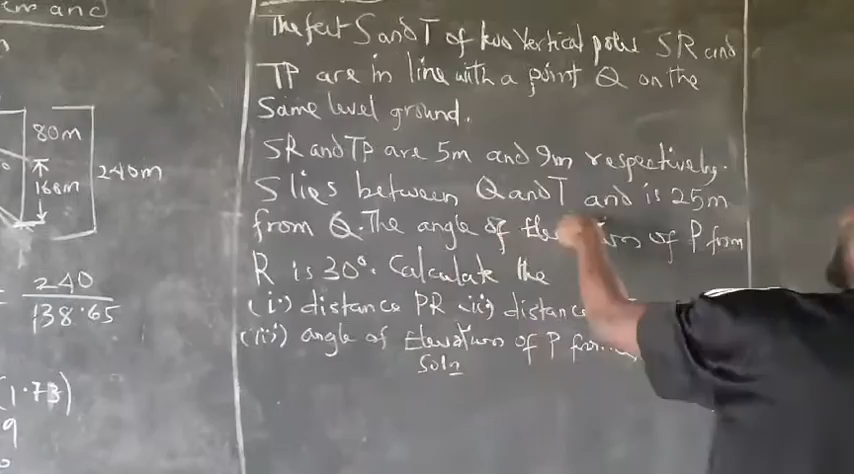 and
80m
240m
168m
240
138.65
(1.73)
9
The feet S and T of two vertical poles SR and
TP are in line with a point Q on the
Same level ground.
SR and TP are 5m and 9m respectively.
S lies between Q and T and is 25m
from Q. The angle of of P from
R is 30°. Calculate the
(i) distance PR (ii) distance
(iii) angle of Elevation of P
Soln